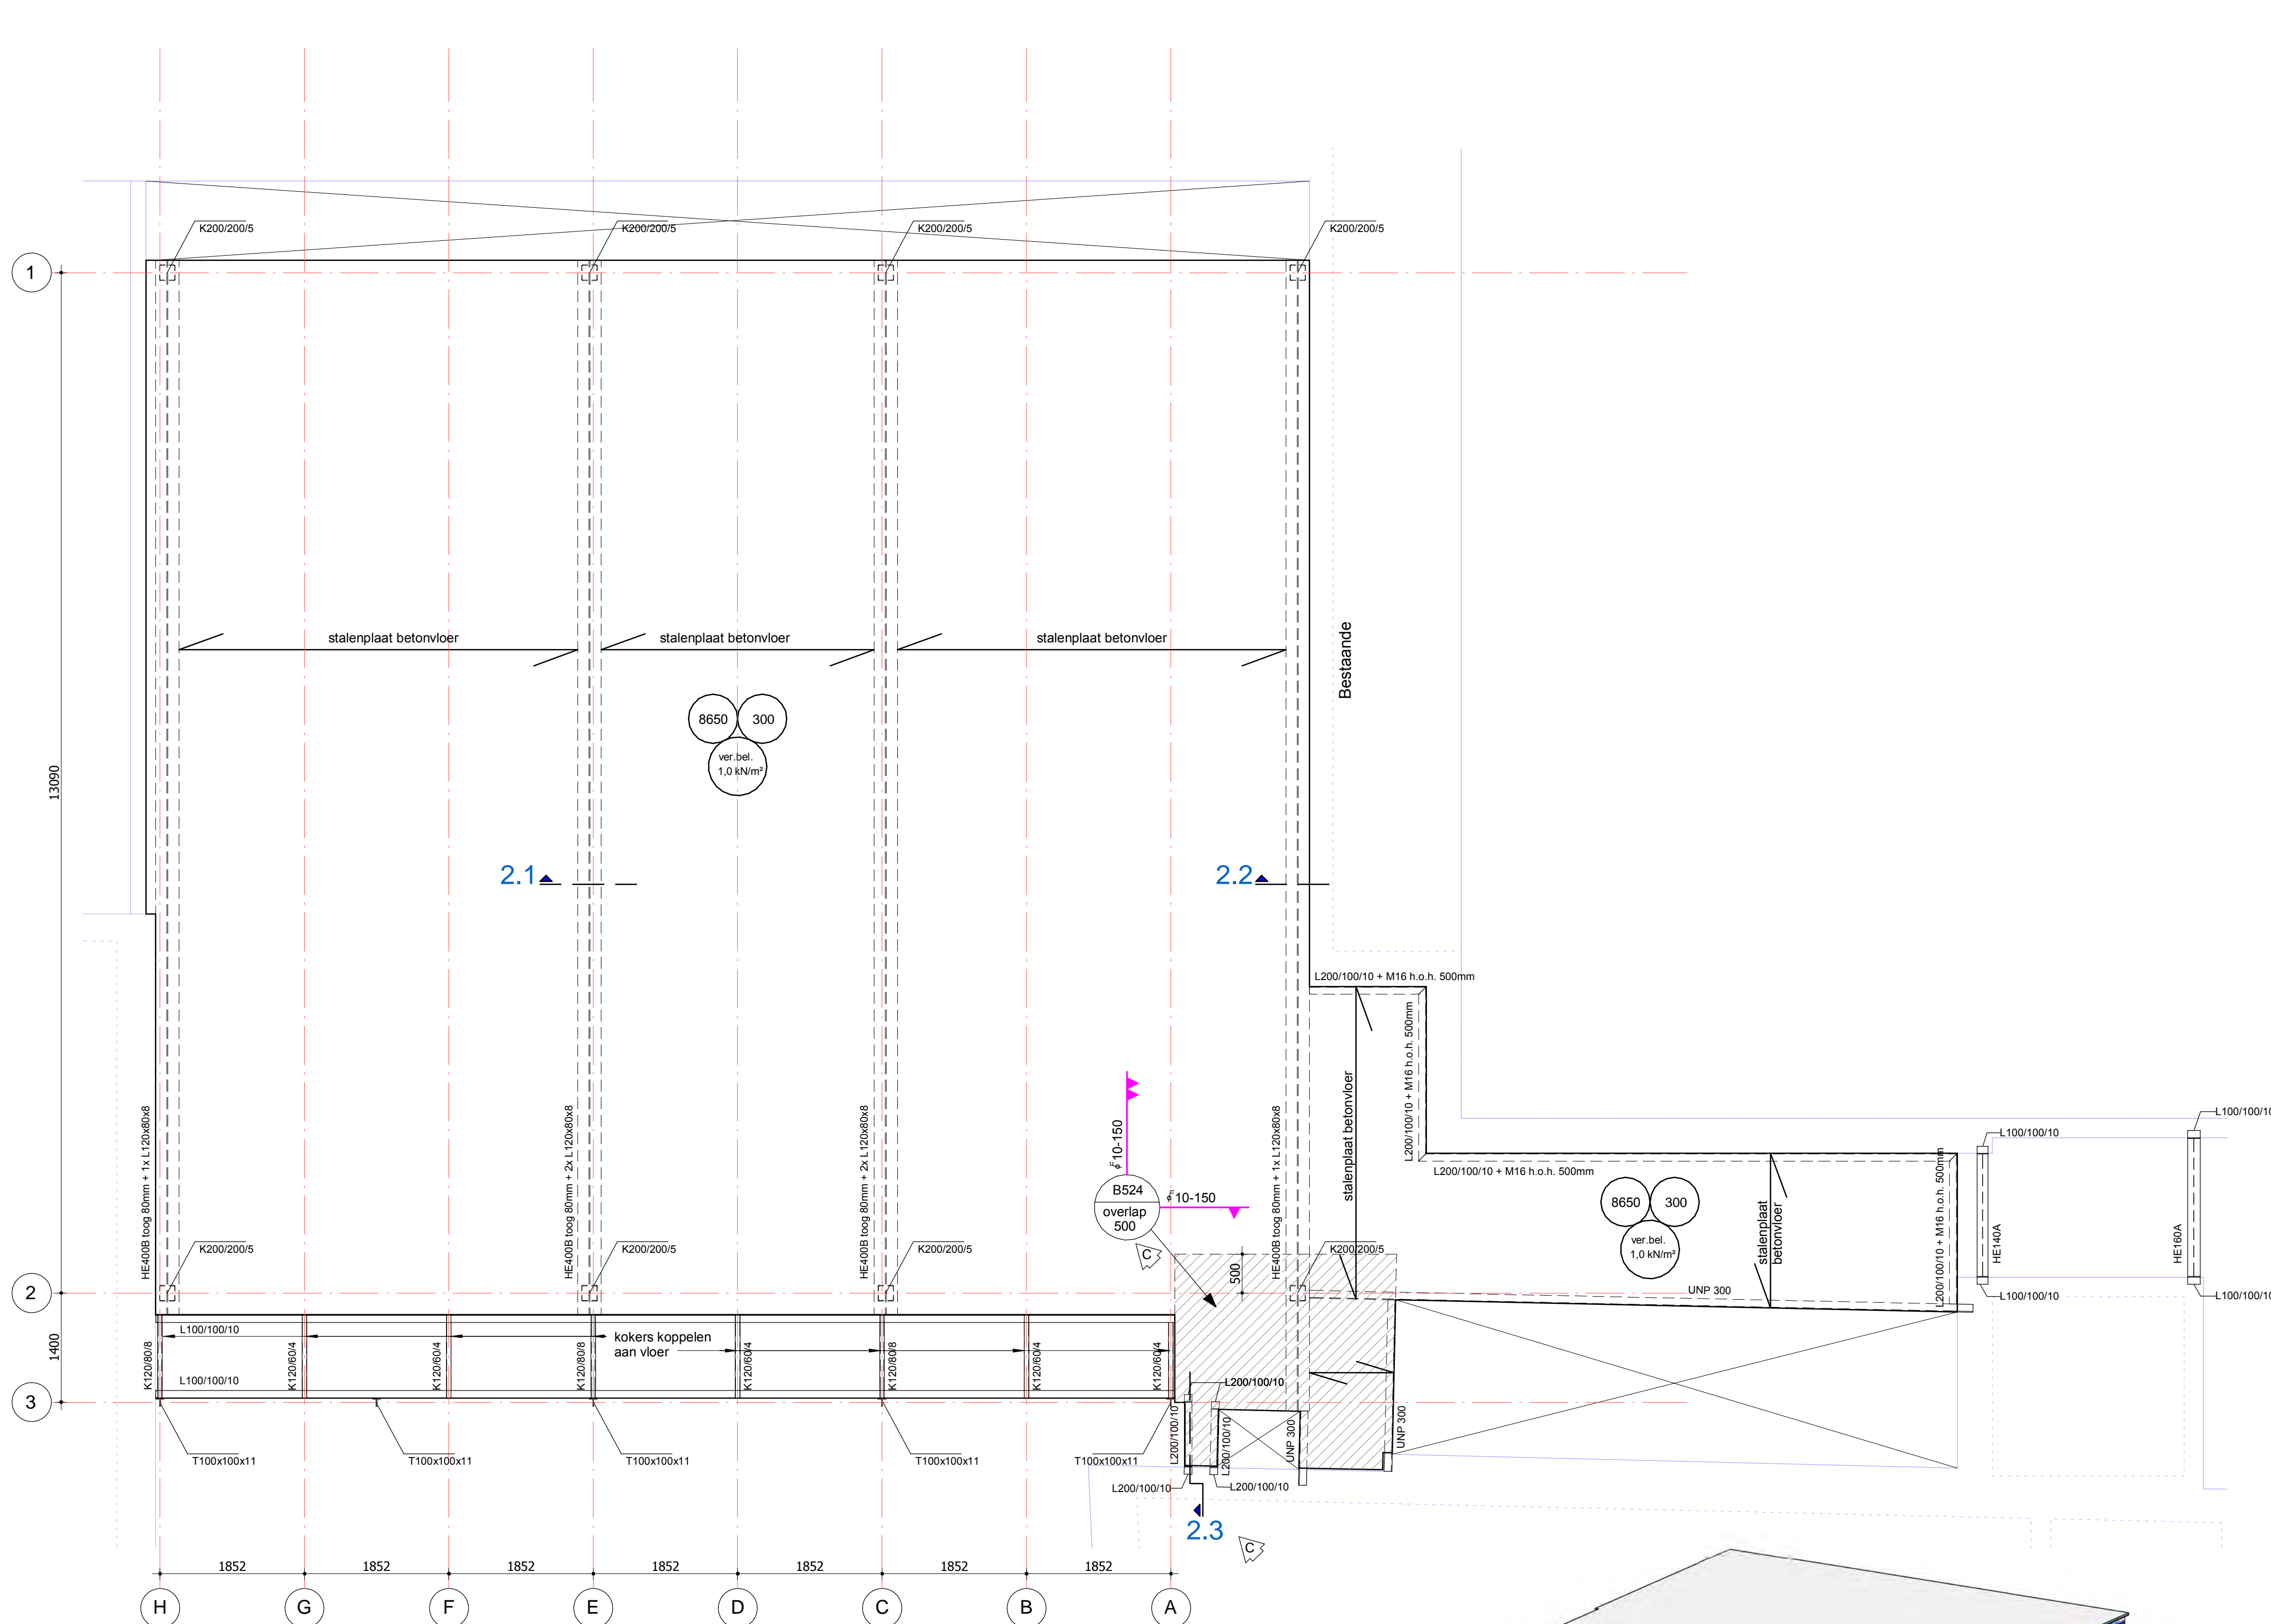 K200/200/5
K200/200/5
K200/200/5
K200/200/5
1
stalenplaat betonvloer
stalenplaat betonvloer
stalenplaat betonvloer
Bestaande
8650
300
ver.bel.
1,0 kN/m²
13090
2.1
2.2
L200/100/10 + M16 h.o.h. 500mm
L200/100/10 + M16 h.o.h. 500mm
stalenplaat betonvloer
HE400B toog 80mm + 1x L120x80x8
HE400B toog 80mm + 2x L120x80x8
HE400B toog 80mm + 2x L120x80x8
HE400B toog 80mm + 1x L120x80x8
10-150
B524
overlap
500
10-150
C
500
L200/100/10 + M16 h.o.h. 500mm
8650
300
ver.bel.
1,0 kN/m²
stalenplaat
betonvloer
L200/100/10 + M16 h.o.h. 500mm
L100/100/10
L100/100/10
HE140A
HE160A
L100/100/10
L100/100/10
UNP 300
K200/200/5
K200/200/5
K200/200/5
K200/200/5
2
1400
3
L100/100/10
kokers koppelen
aan vloer
L100/100/10
K120/80/8
K120/60/4
K120/60/4
K120/80/8
K120/60/4
K120/80/8
K120/60/4
K120/60/4
L200/100/10
L200/100/10
L200/100/10
UNP 300
UNP 300
T100x100x11
T100x100x11
T100x100x11
T100x100x11
T100x100x11
L200/100/10
L200/100/10
2.3
C
1852
1852
1852
1852
1852
1852
1852
H
G
F
E
D
C
B
A